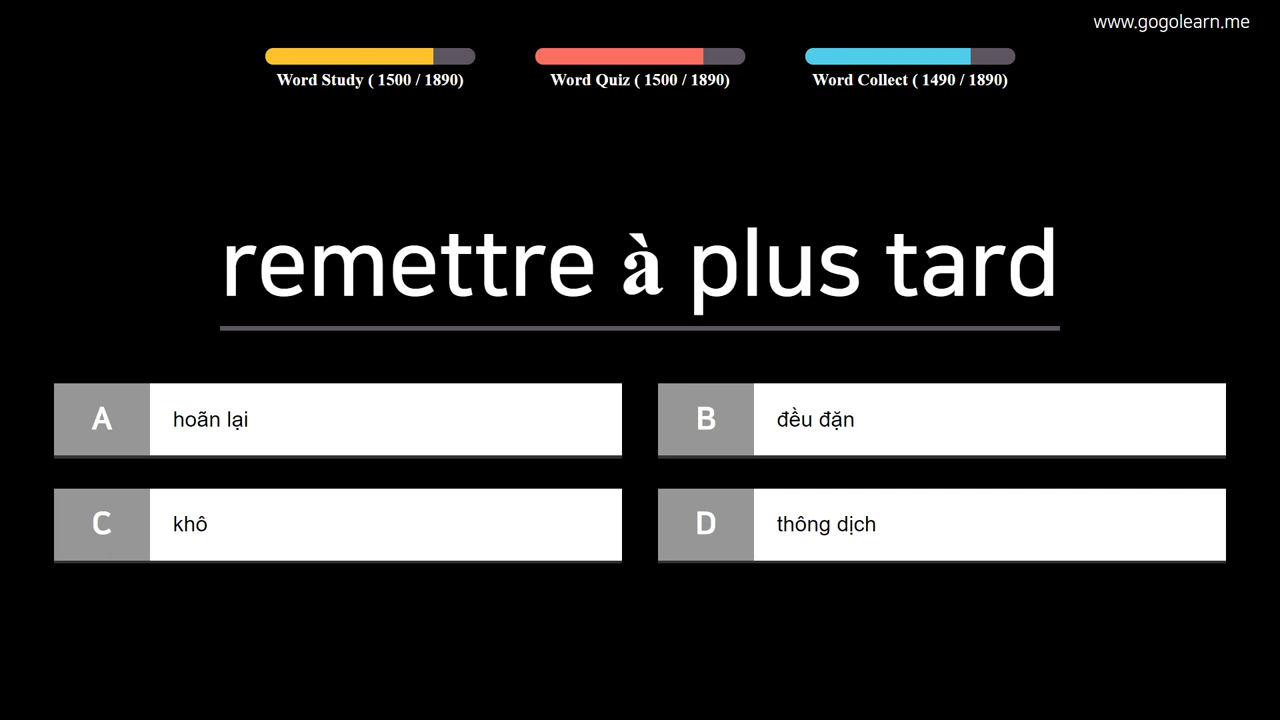 www.gogolearn.me
Word Study ( 1500 / 1890)
Word Quiz ( 1500 / 1890)
Word Collect ( 1490 / 1890)
remettre à plus tard
A hoãn lại
B đều đặn
C khô
D thông dịch